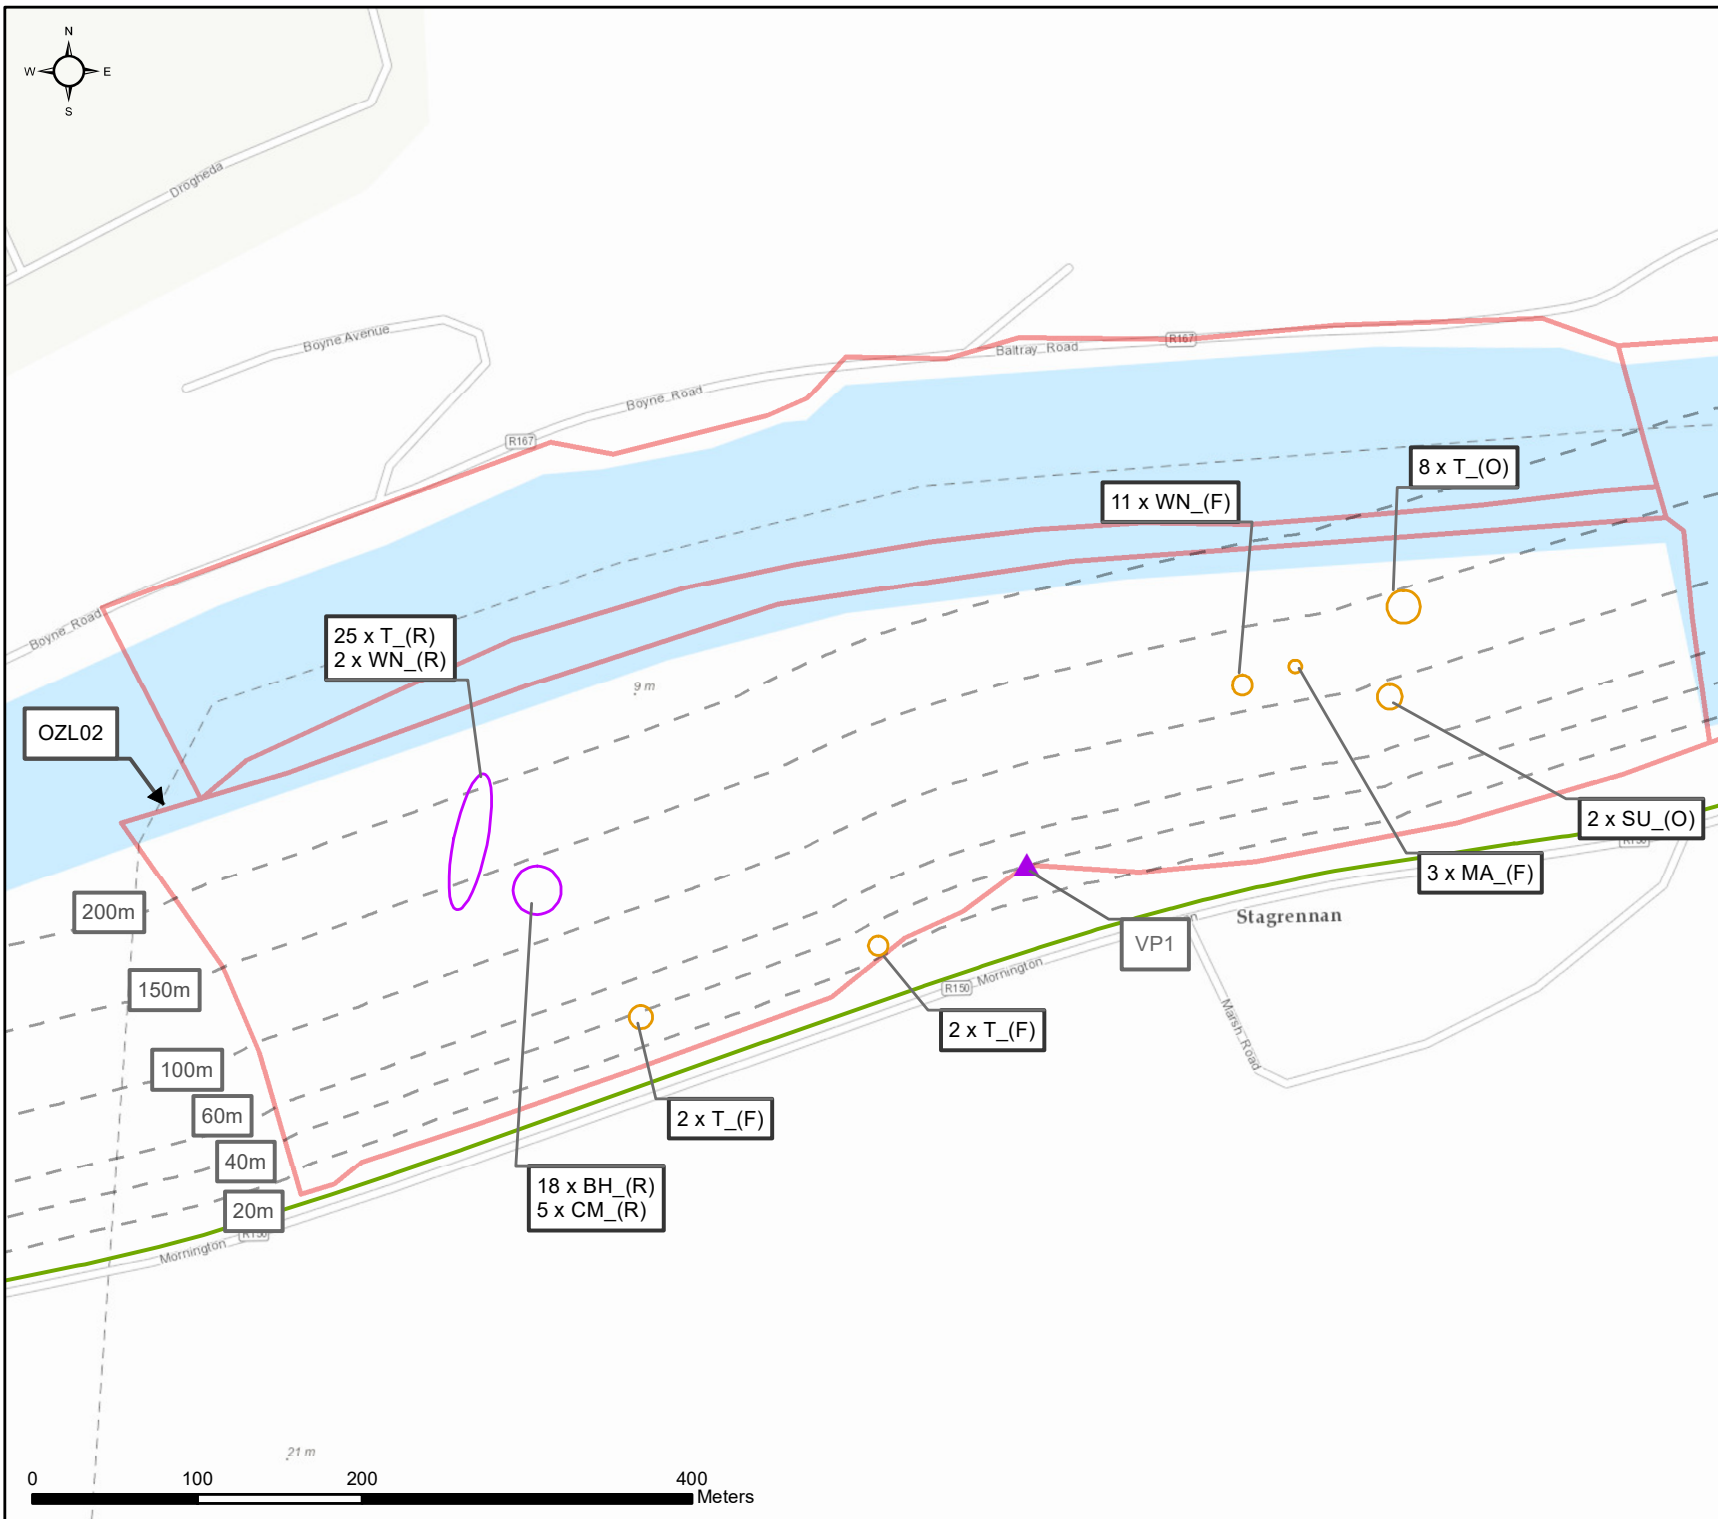 N
W E
S
Drogheda
Boyne Avenue
Boyne Road
R167
Baltray Road
R167
Boyne Road
8 x T_(O)
11 x WN_(F)
25 x T_(R)
2 x WN_(R)
9 m
OZL02
2 x SU_(O)
R150
3 x MA_(F)
200m
Stagrennan
VP1
150m
Mornington
R150
2 x T_(F)
Marsh Road
100m
60m
2 x T_(F)
40m
18 x BH_(R)
5 x CM_(R)
20m
R150
Mornington
21 m
0 100 200 400
Meters